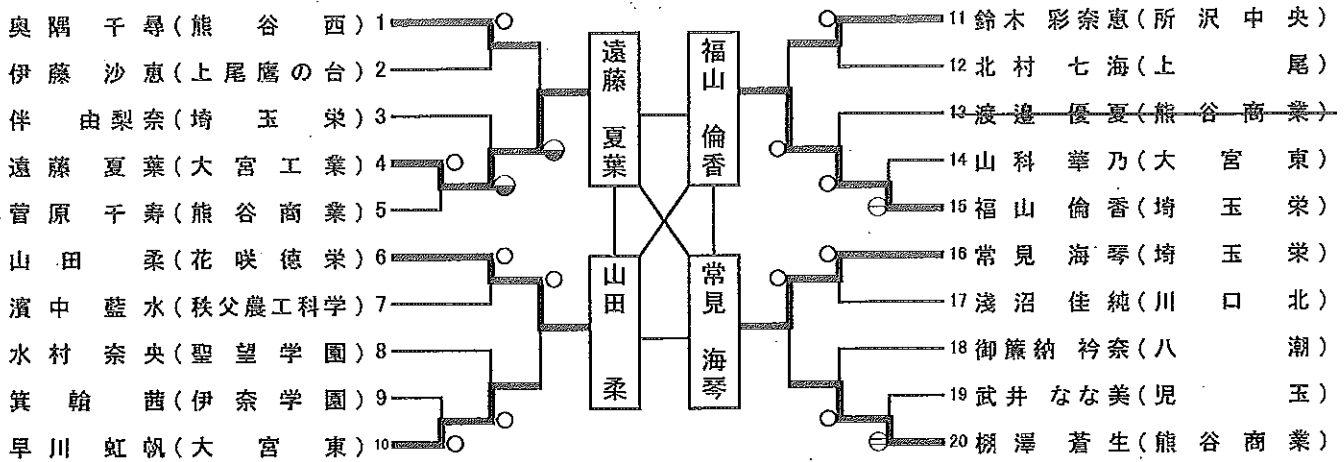 奥隅 千尋(熊谷西) 1
伊藤 沙恵(上尾鷹の台) 2
伴 由梨奈(埼玉栄) 3
遠藤 夏葉(大宮工業) 4
菅原 千寿(熊谷商業) 5
山田 柔(花咲徳栄) 6
濱中 藍水(秩父農工科学) 7
水村 奈央(聖望学園) 8
箕輪 茜(伊奈学園) 9
早川 虹帆(大宮東) 10
遠藤 夏葉
山田 柔
福山 倫香
常見 海琴
11 鈴木 彩奈恵(所沢中央)
12 北村 七海(上尾)
13 渡邉 優夏(熊谷商業)
14 山科 華乃(大宮東)
15 福山 倫香(埼玉栄)
16 常見 海琴(埼玉栄)
17 淺沼 佳純(川口北)
18 御簾納 衿奈(八潮)
19 武井 なな美(児玉)
20 棚澤 蒼生(熊谷商業)